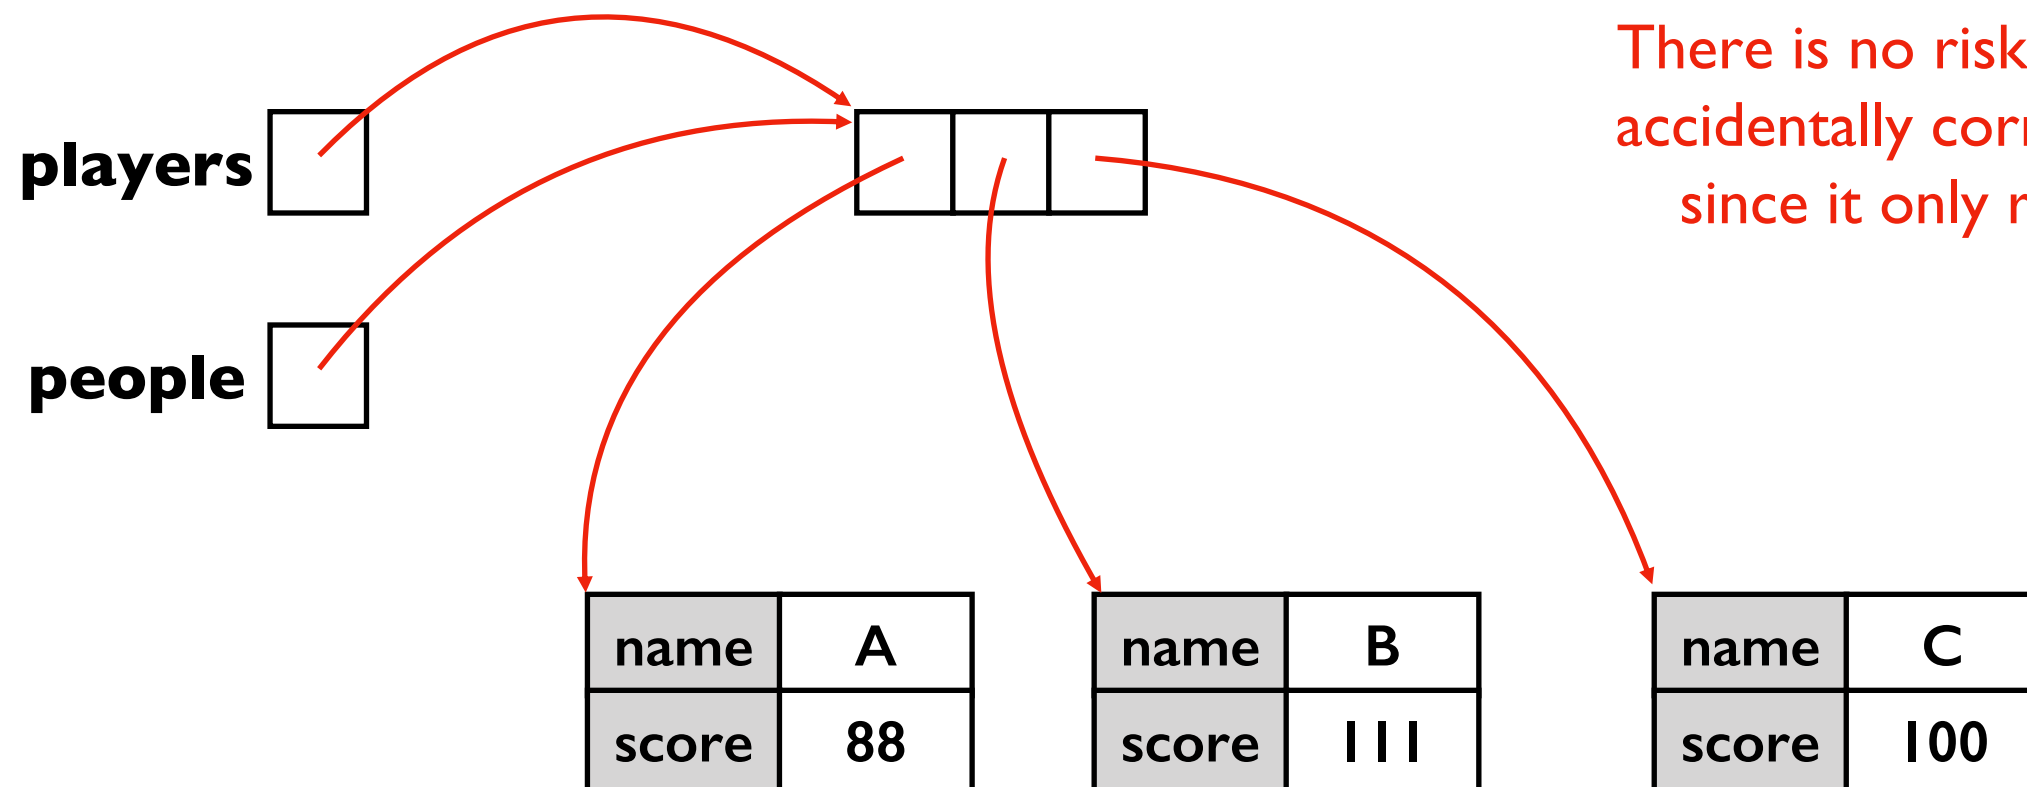 There is no risk
accidentally corr
since it only r
players
people
name A
score 88
name B
score 111
name C
score 100